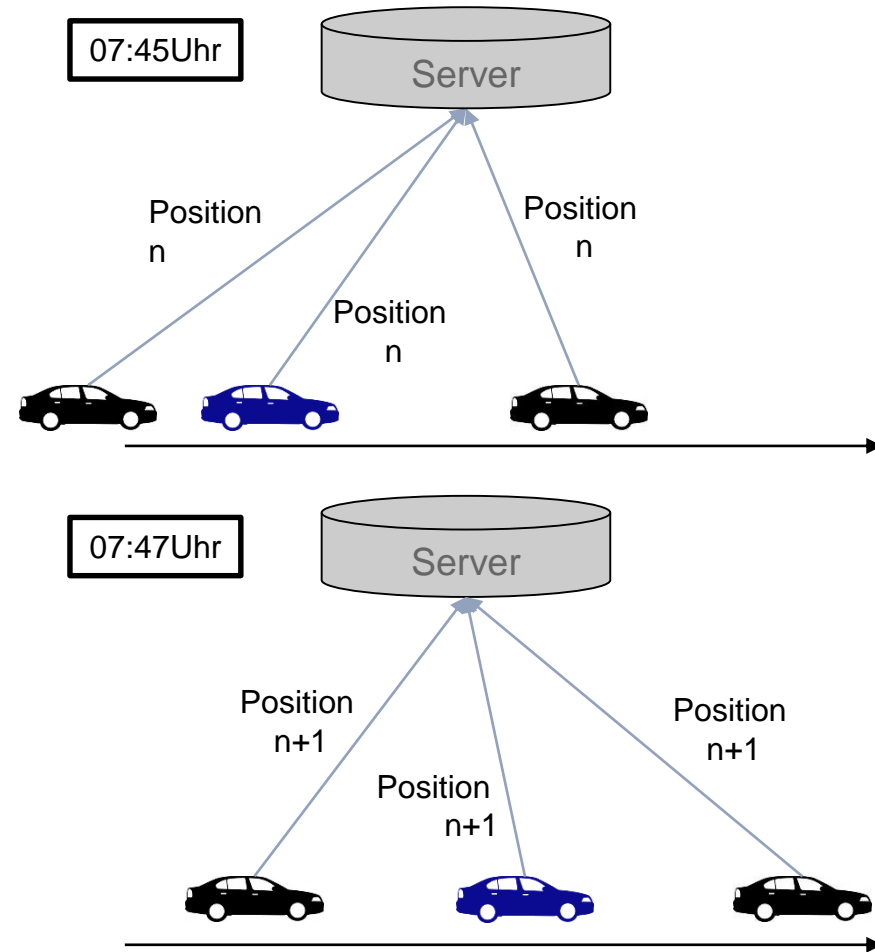 07:45Uhr
Server
Position
n
Position
n
Position
n
07:47Uhr
Server
Position
n+1
Position
n+1
Position
n+1